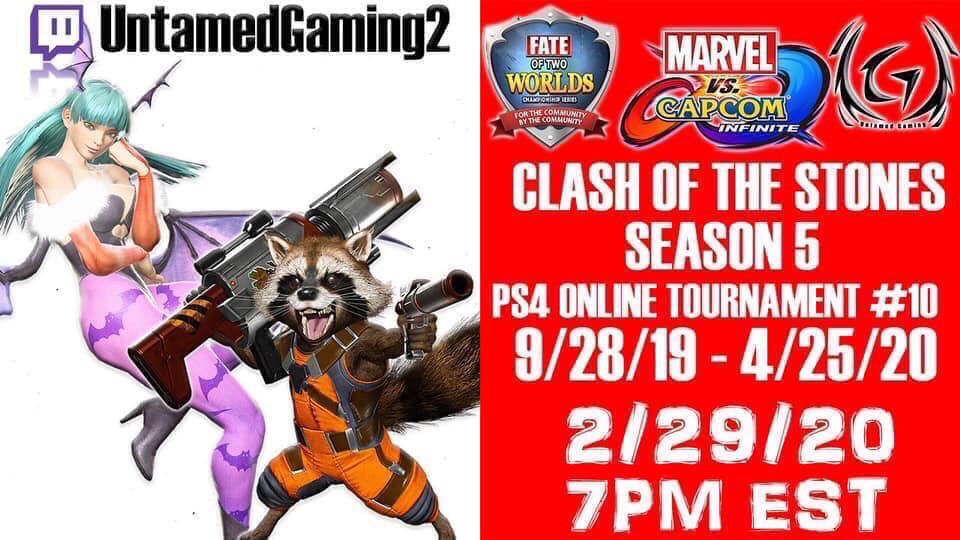 UntamedGaming2
FATE
OF TWO
WORLDS
CHAMPIONSHIP SERIES
FOR THE COMMUNITY
BY THE COMMUNITY
MARVEL
VS.
CAPCOM
INFINITE
Untamed Gaming
CLASH OF THE STONES
SEASON 5
PS4 ONLINE TOURNAMENT #10
9/28/19 - 4/25/20
2/29/20
7PM EST